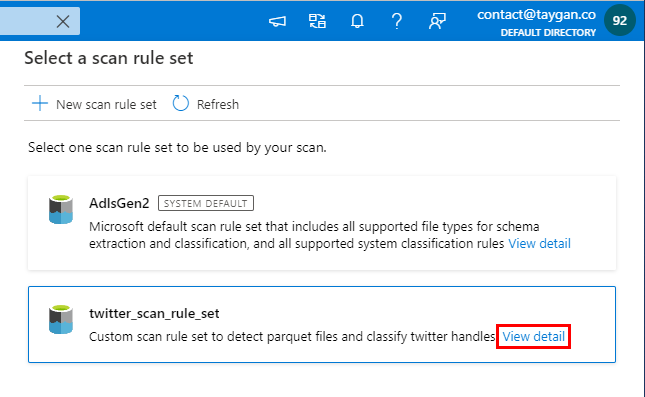 contact@taygan.co
DEFAULT DIRECTORY
92
Select a scan rule set
New scan rule set
Refresh
Select one scan rule set to be used by your scan.
AdlsGen2 SYSTEM DEFAULT
Microsoft default scan rule set that includes all supported file types for schema
extraction and classification, and all supported system classification rules View detail
twitter_scan_rule_set
Custom scan rule set to detect parquet files and classify twitter handles View detail